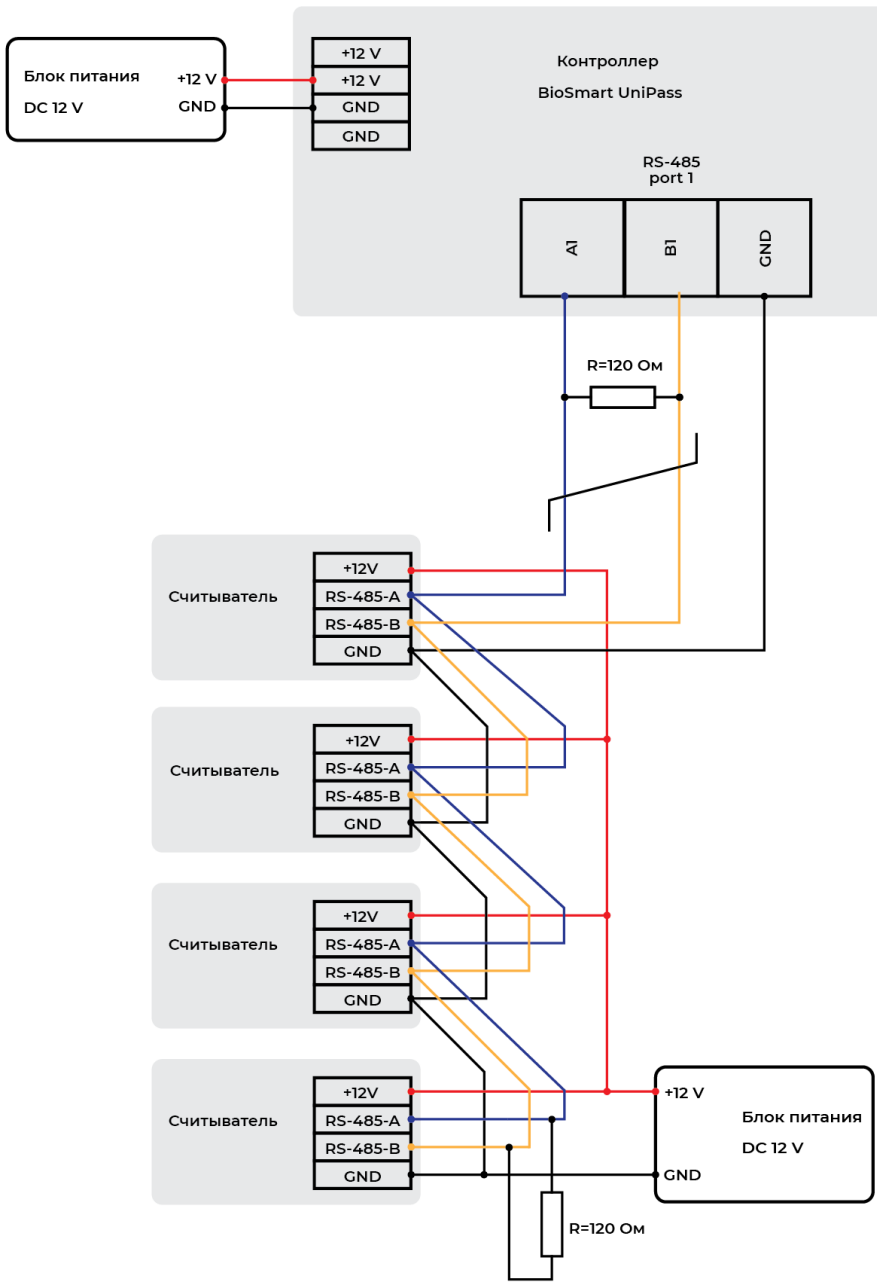 Блок питания
DC 12 V
+12 V
GND
+12 V
+12 V
GND
GND
Контроллер
BioSmart UniPass
RS-485
port 1
A1
B1
GND
R=120 Ом
Считыватель
+12V
RS-485-A
RS-485-B
GND
Считыватель
+12V
RS-485-A
RS-485-B
GND
Считыватель
+12V
RS-485-A
RS-485-B
GND
Считыватель
+12V
RS-485-A
RS-485-B
GND
+12 V
GND
Блок питания
DC 12 V
R=120 Ом